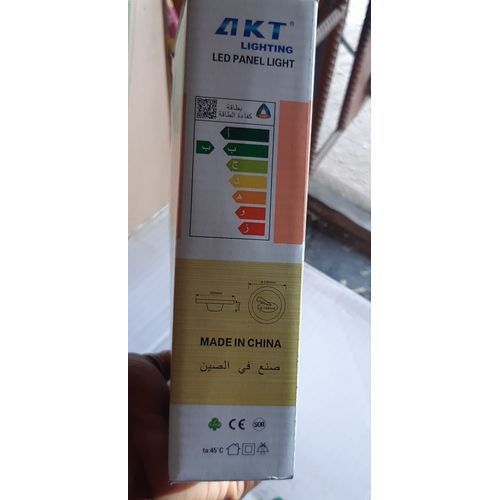 AKT®
LIGHTING
LED PANEL LIGHT
بطاقة
كفاءة الطاقة
أ
ب ب
ج
د
هـ
و
ز
MADE IN CHINA
صنع في الصين
CE
ta:45°C